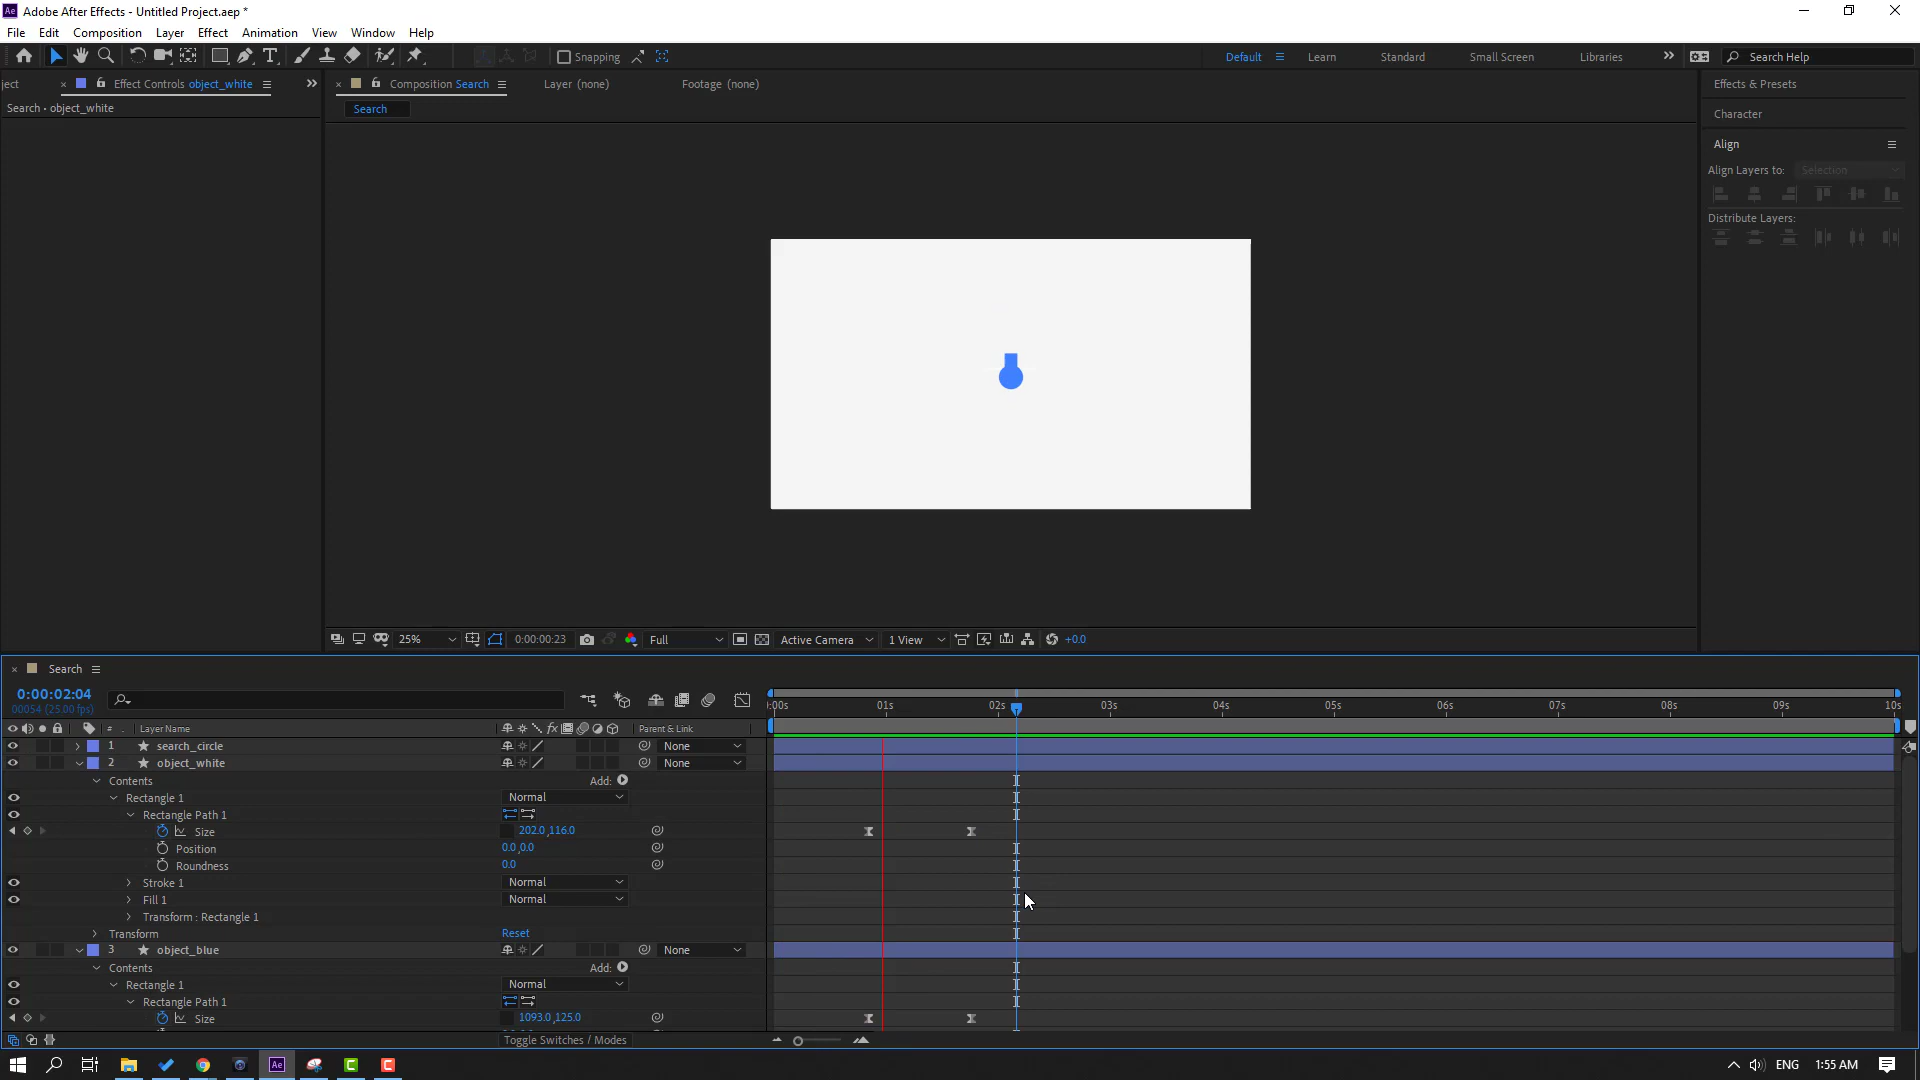 Ae Adobe After Effects - Untitled Project.aep *
File Edit Composition Layer Effect Animation View Window Help
Snapping
Default Learn Standard Small Screen Libraries Search Help
ject Effect Controls object_white
Composition Search Layer (none) Footage (none)
Effects & Presets
Search • object_white
Search
Character
Align
Align Layers to: Selection
Distribute Layers:
25% 0:00:00:23 Full Active Camera 1 View +0.0
Search
0:00:02:04
00054 (25.00 fps)
:00s 01s 02s 03s 04s 05s 06s 07s 08s 09s 10s
# Layer Name fx Parent & Link
1 search_circle None
2 object_white None
Contents Add:
Rectangle 1 Normal
Rectangle Path 1
Size 202.0,116.0
Position 0.0,0.0
Roundness 0.0
Stroke 1 Normal
Fill 1 Normal
Transform : Rectangle 1
Transform Reset
3 object_blue None
Contents Add:
Rectangle 1 Normal
Rectangle Path 1
Size 1093.0,125.0
Toggle Switches / Modes
Ae ENG 1:55 AM